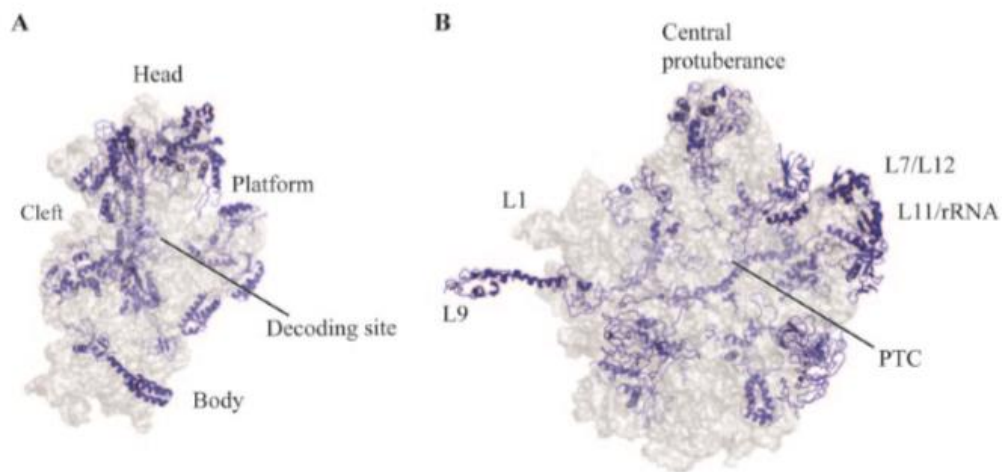 A
Head
Platform
Cleft
Decoding site
Body
B
Central
protuberance
L7/L12
L1
L11/rRNA
L9
PTC